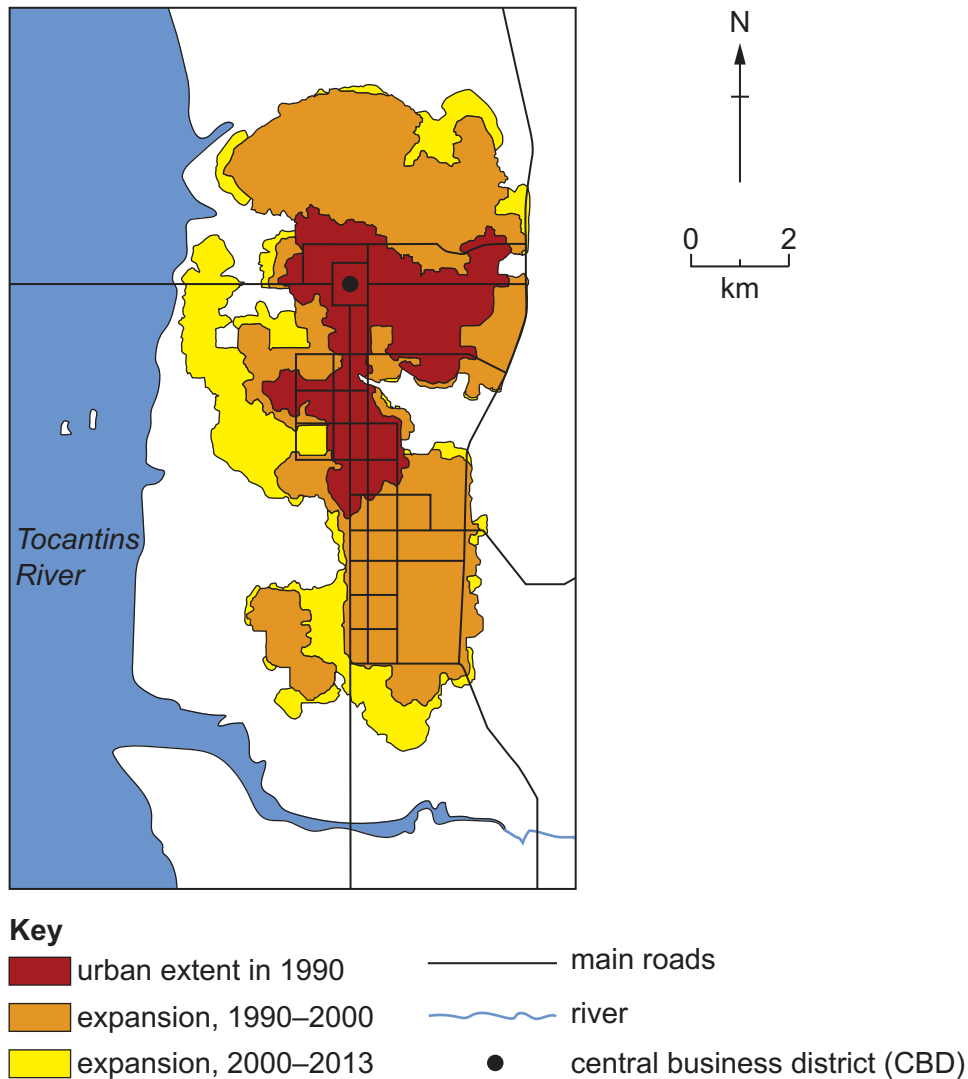 N
0 2
km
Tocantins
River
Key
urban extent in 1990
main roads
expansion, 1990–2000
river
expansion, 2000–2013
central business district (CBD)